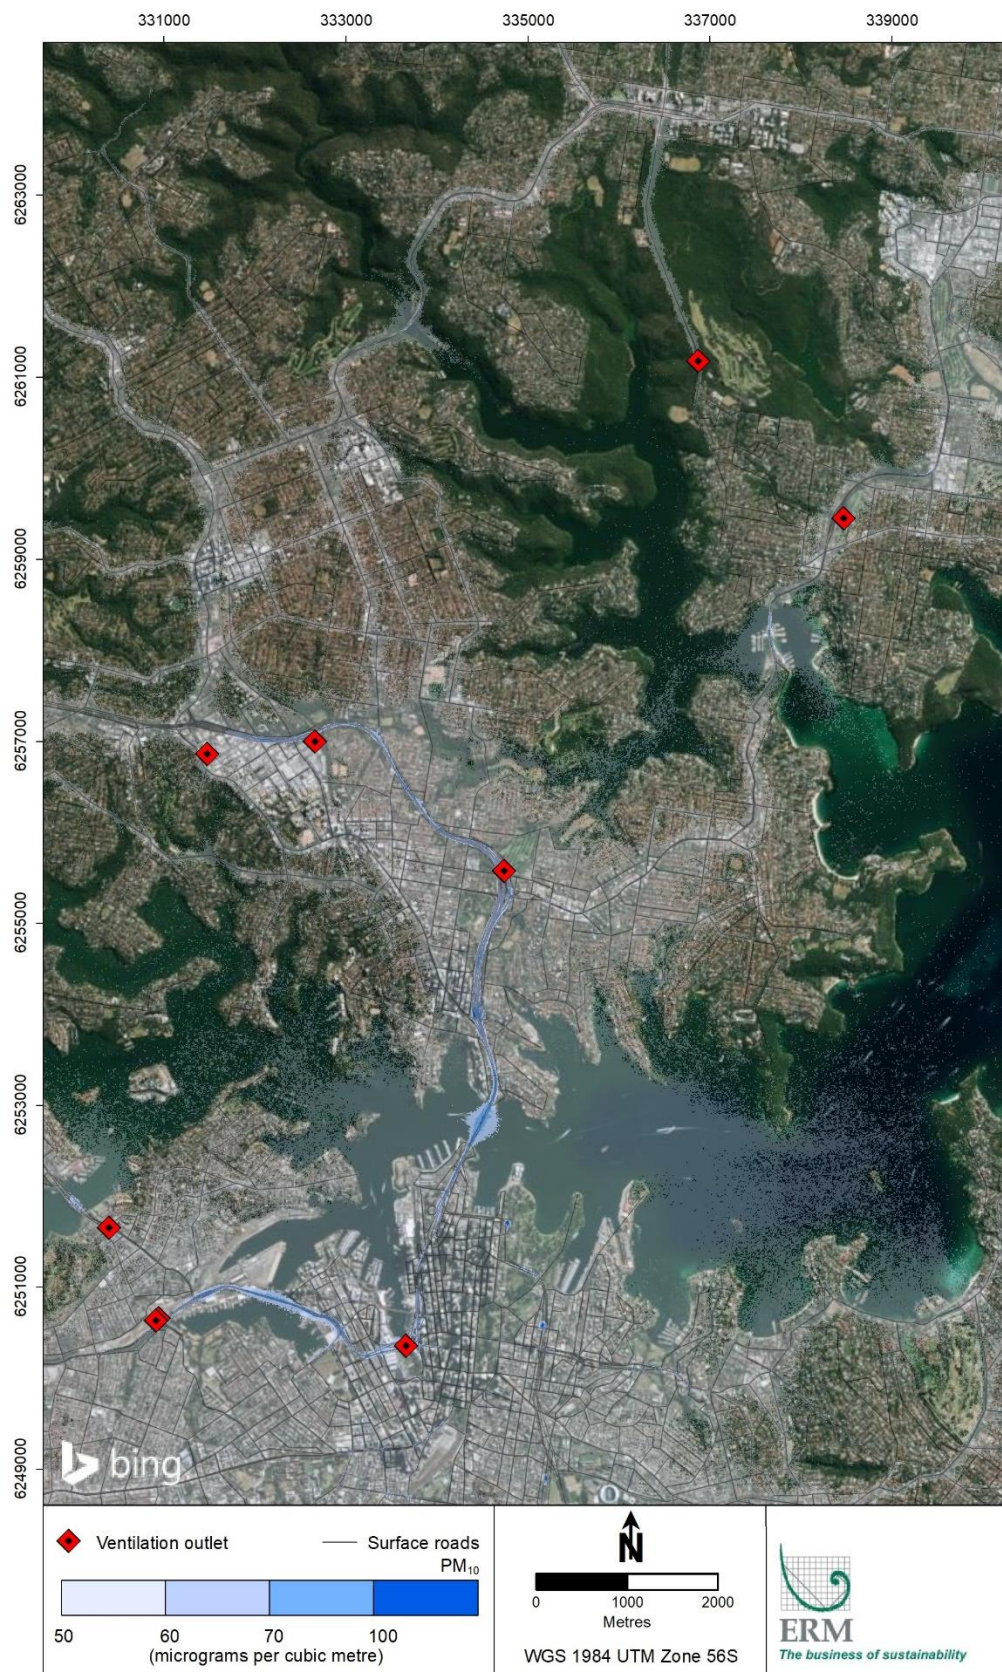 331000 333000 335000 337000 339000
6263000
6261000
6259000
6257000
6255000
6253000
6251000
6249000
bing
Ventilation outlet
Surface roads
PM₁₀
50 60 70 100
(micrograms per cubic metre)
N
0 1000 2000
Metres
WGS 1984 UTM Zone 56S
ERM
The business of sustainability